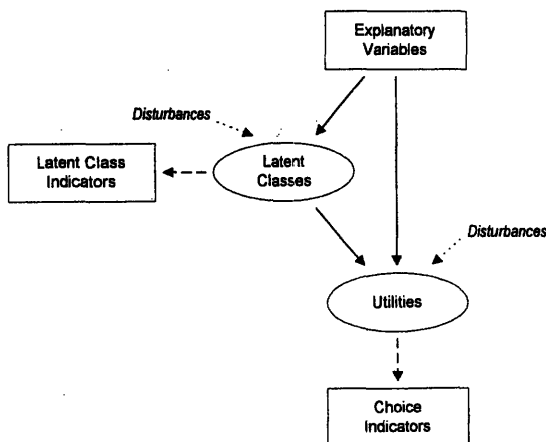 Explanatory
Variables
Disturbances
Latent Class
Indicators
Latent
Classes
Disturbances
Utilities
Choice
Indicators